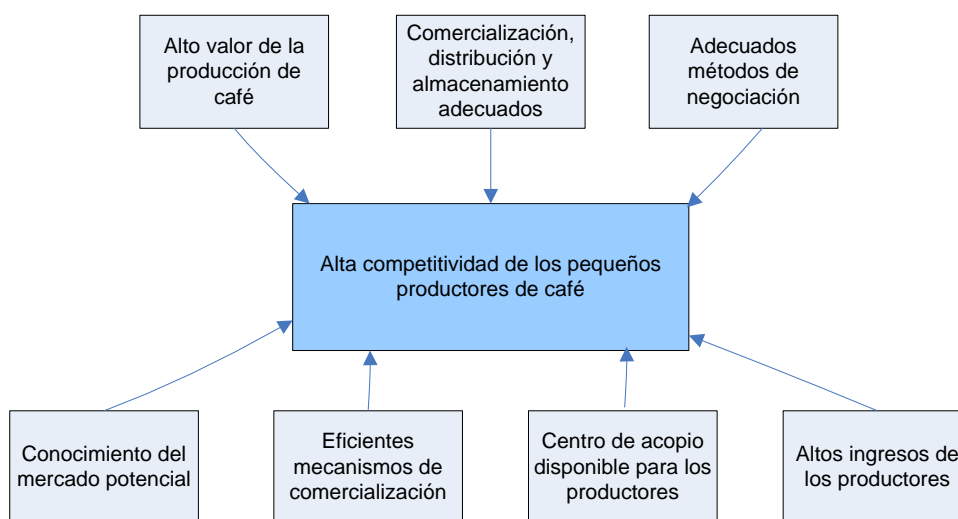 Alto valor de la
producción de
café
Comercialización,
distribución y
almacenamiento
adecuados
Adecuados
métodos de
negociación
Alta competitividad de los pequeños
productores de café
Conocimiento del
mercado potencial
Eficientes
mecanismos de
comercialización
Centro de acopio
disponible para los
productores
Altos ingresos de
los productores